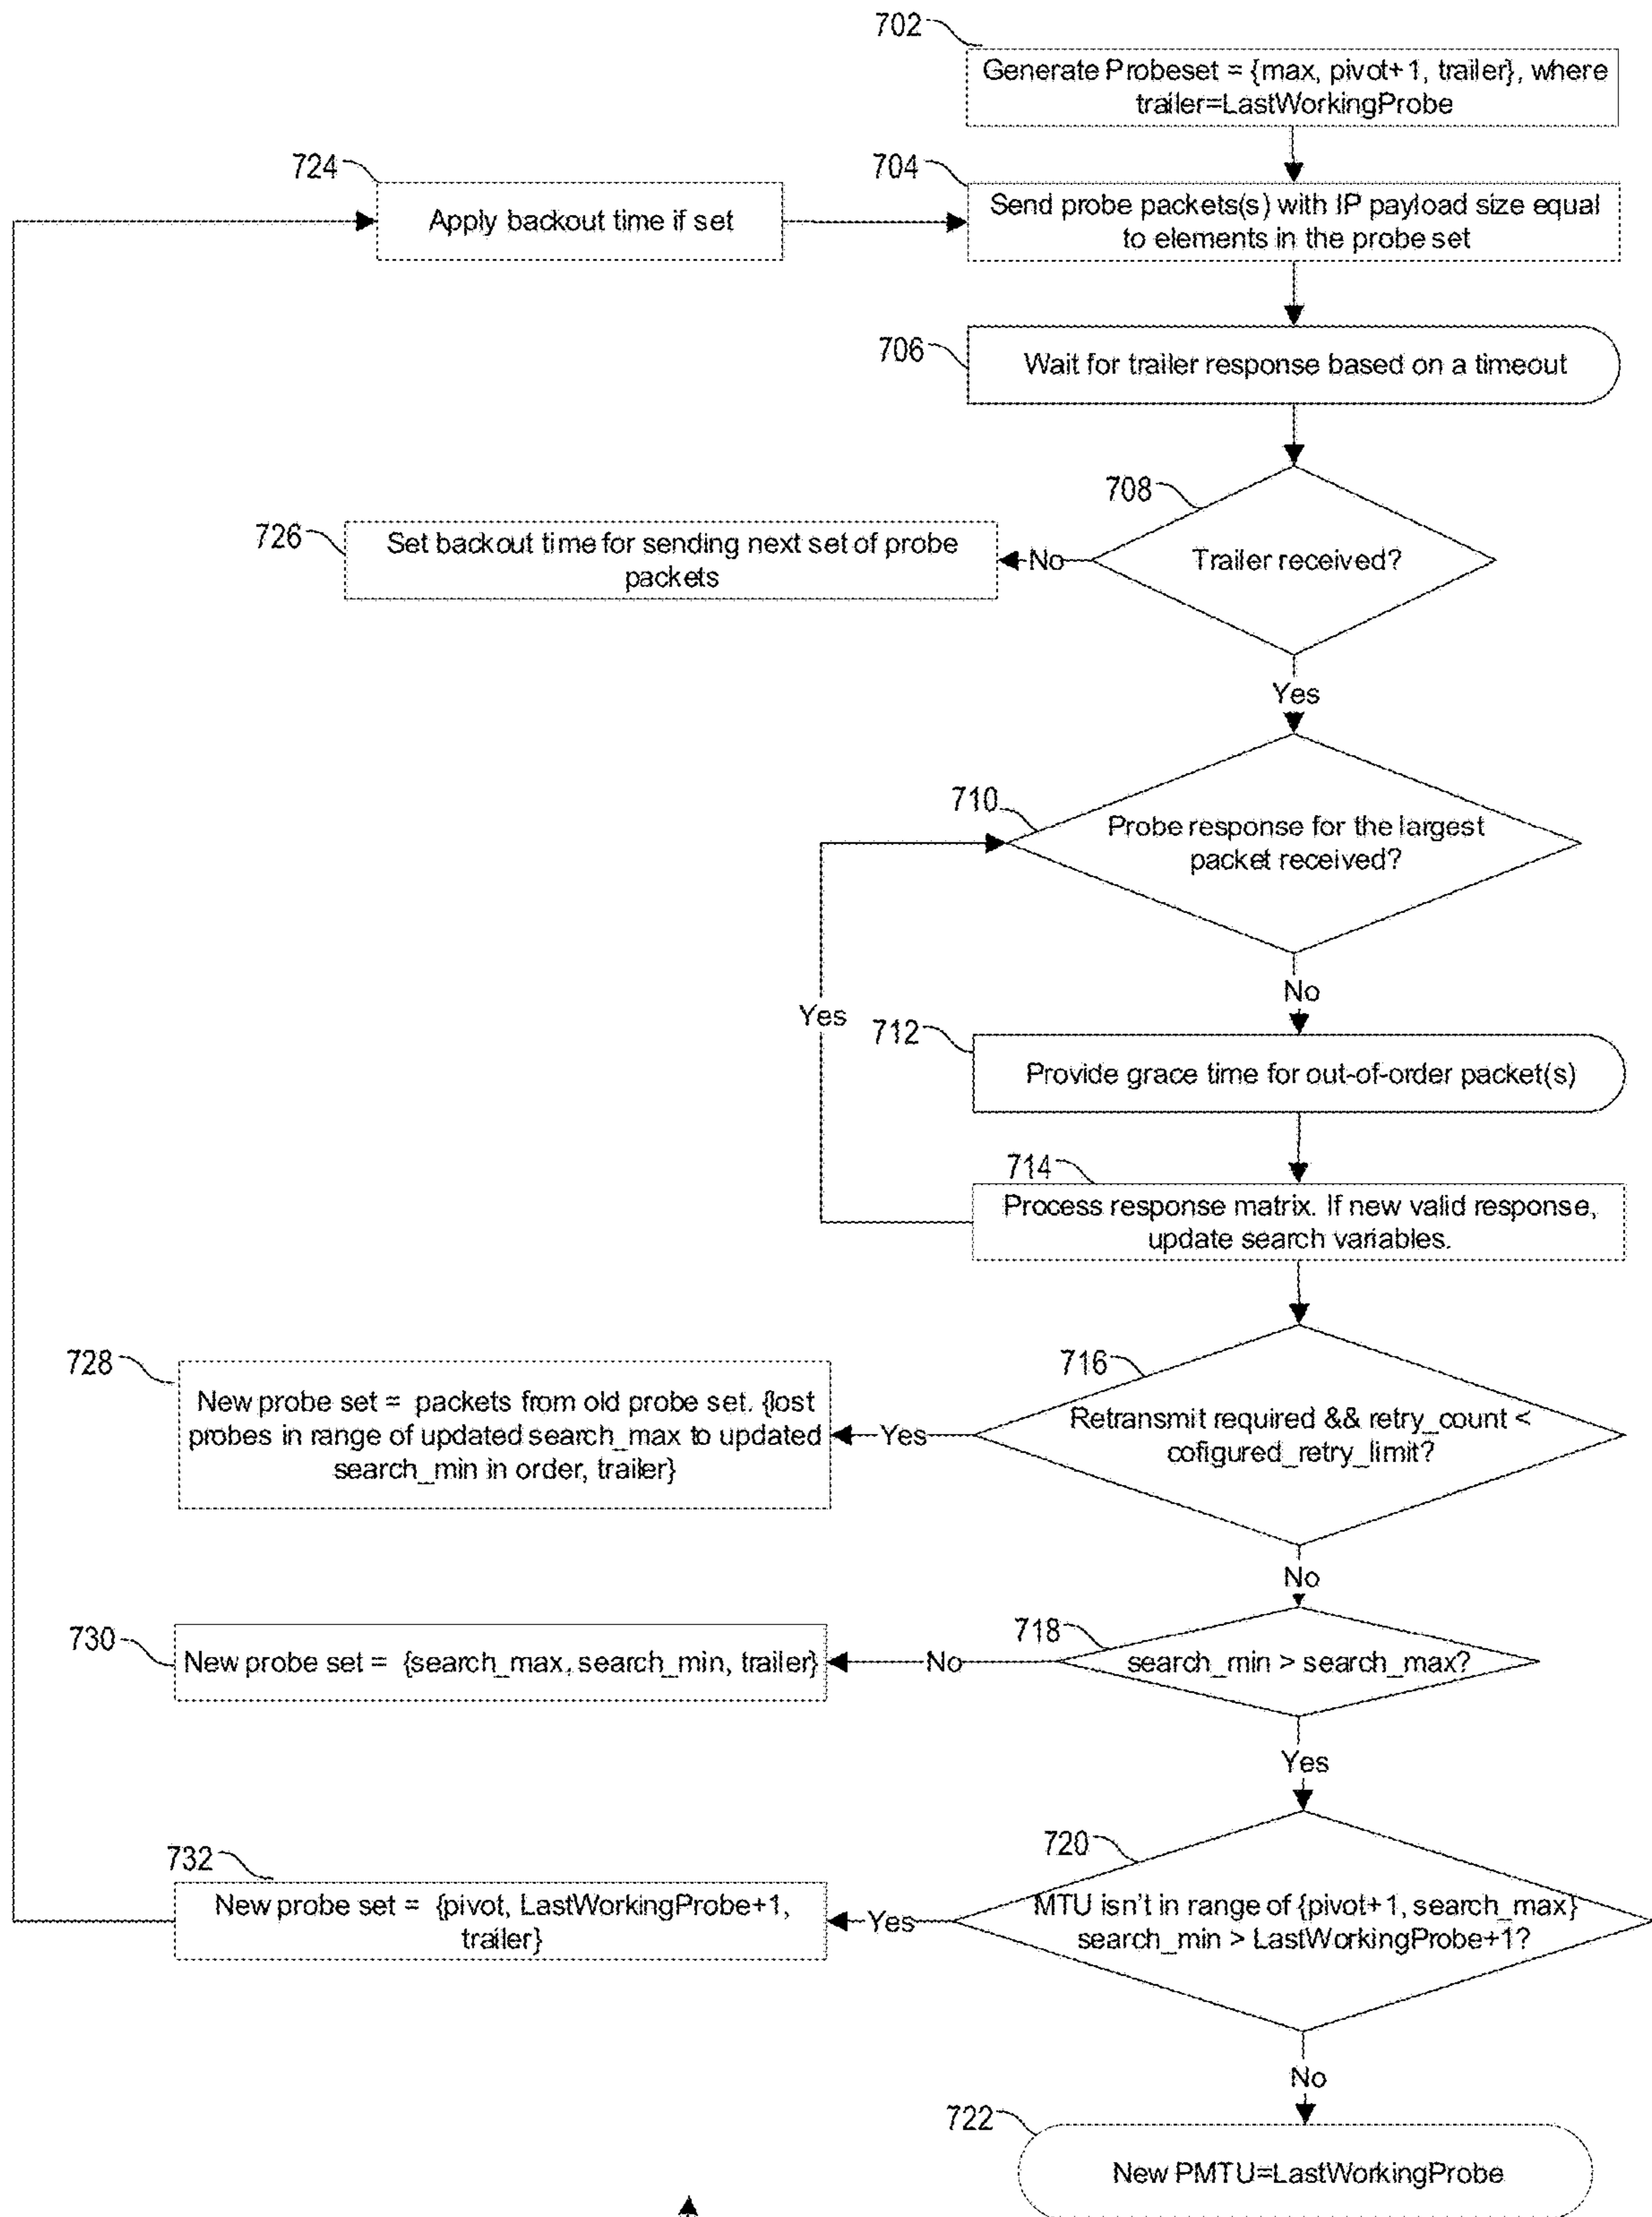 702
Generate Probeset = {max, pivot+1, trailer}, where
trailer=LastWorkingProbe
724
Apply backout time if set
704
Send probe packets(s) with IP payload size equal
to elements in the probe set
706
Wait for trailer response based on a timeout
708
Trailer received?
No
726
Set backout time for sending next set of probe
packets
Yes
710
Probe response for the largest
packet received?
No
Yes
712
Provide grace time for out-of-order packet(s)
714
Process response matrix. If new valid response,
update search variables.
716
Retransmit required && retry_count <
cofigured_retry_limit?
Yes
728
New probe set = packets from old probe set. {lost
probes in range of updated search_max to updated
search_min in order, trailer}
No
718
search_min > search_max?
No
730
New probe set = {search_max, search_min, trailer}
Yes
720
MTU isn't in range of {pivot+1, search_max}
search_min > LastWorkingProbe+1?
Yes
732
New probe set = {pivot, LastWorkingProbe+1,
trailer}
No
722
New PMTU=LastWorkingProbe